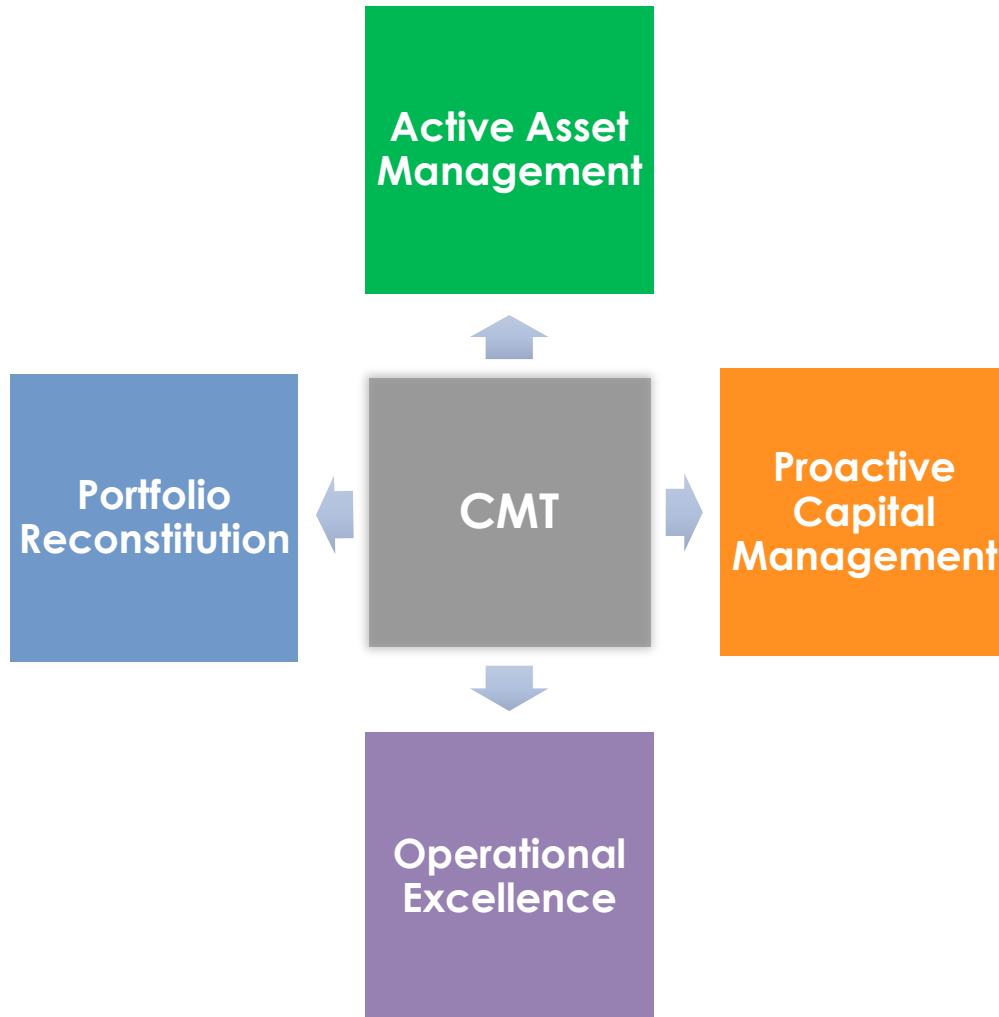 Active Asset
Management
Portfolio
Reconstitution
CMT
Proactive
Capital
Management
Operational
Excellence